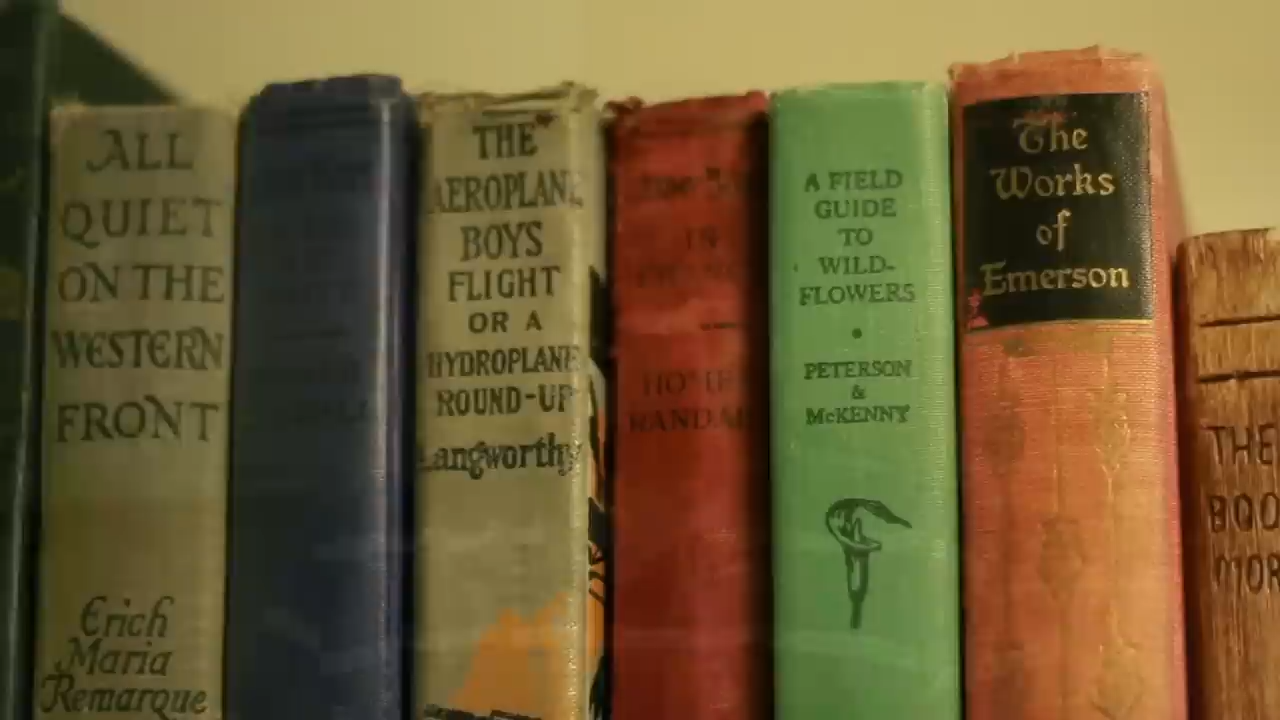 ALL
QUIET
ON THE
WESTERN
FRONT
Erich
Maria
Remarque
THE
AEROPLANE
BOYS
FLIGHT
OR A
HYDROPLANE
ROUND-UP
Langworthy
IN
A FIELD
GUIDE
TO
WILD-
FLOWERS
•
PETERSON
&
McKENNY
The
Works
of
Emerson
THE